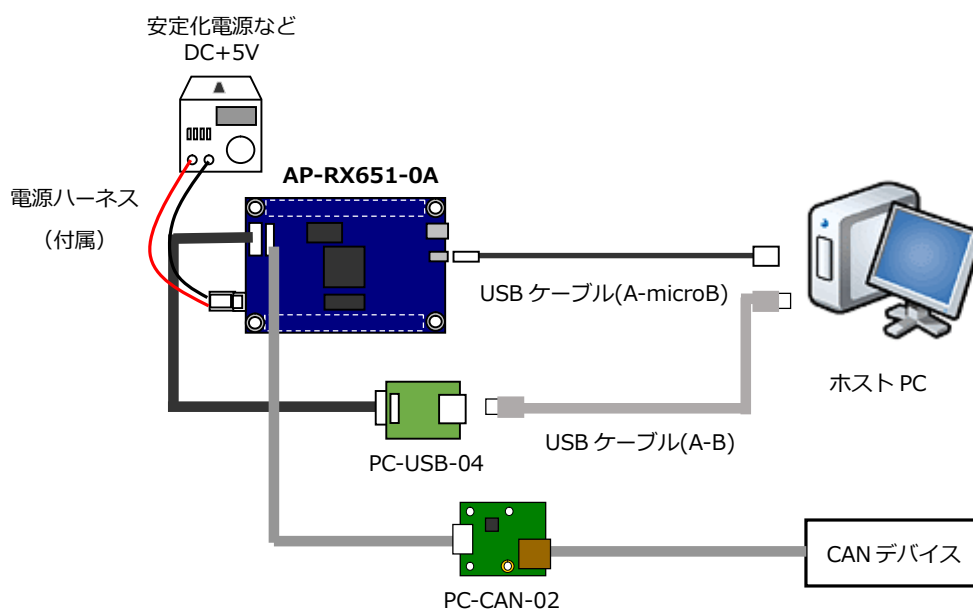 安定化電源など
DC+5V
AP-RX651-0A
電源ハーネス
（付属）
USB ケーブル(A-microB)
ホスト PC
USB ケーブル(A-B)
PC-USB-04
CAN デバイス
PC-CAN-02